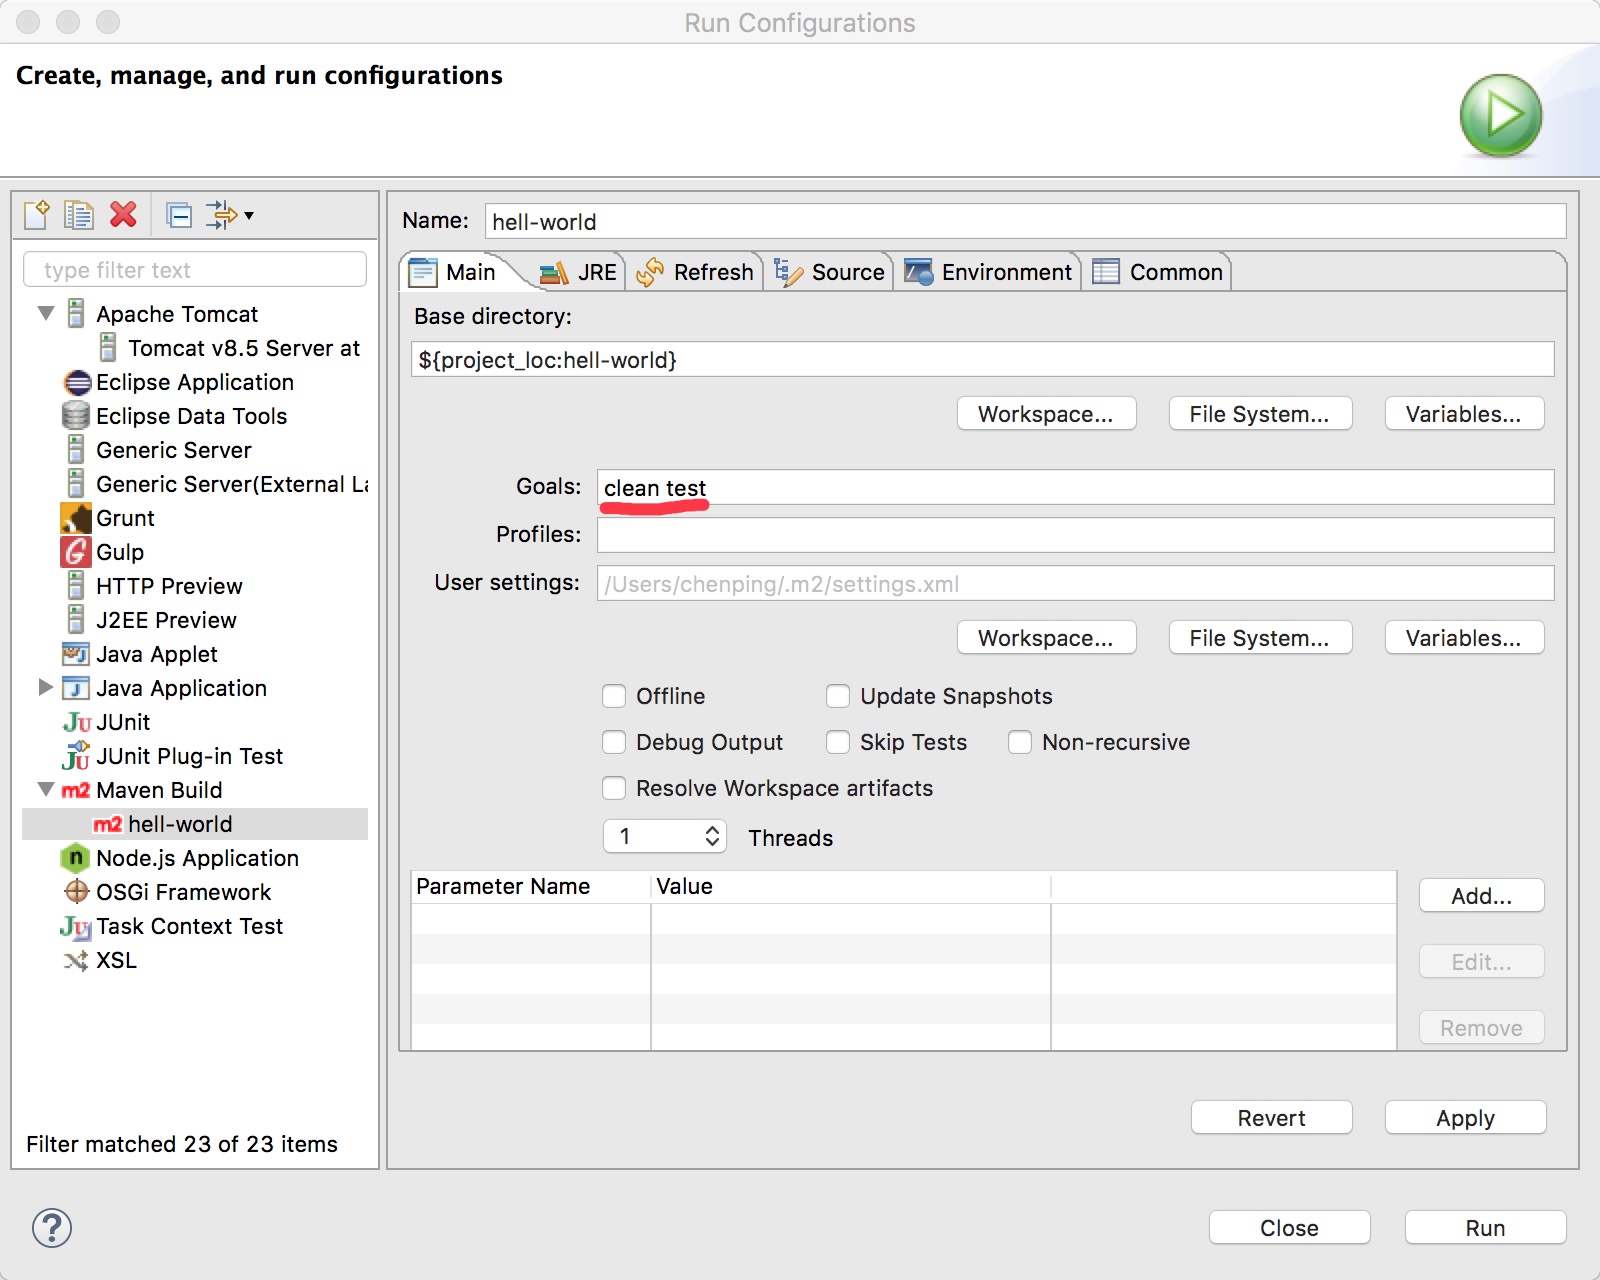 Run Configurations
Create, manage, and run configurations
type filter text
Apache Tomcat
Tomcat v8.5 Server at
Eclipse Application
Eclipse Data Tools
Generic Server
Generic Server(External La
Grunt
Gulp
HTTP Preview
J2EE Preview
Java Applet
Java Application
JUnit
JUnit Plug-in Test
m2 Maven Build
m2 hell-world
Node.js Application
OSGi Framework
Task Context Test
XSL
Filter matched 23 of 23 items
Name: hell-world
Main JRE Refresh Source Environment Common
Base directory:
${project_loc:hell-world}
Workspace... File System... Variables...
Goals: clean test
Profiles:
User settings: /Users/chenping/.m2/settings.xml
Workspace... File System... Variables...
Offline Update Snapshots
Debug Output Skip Tests Non-recursive
Resolve Workspace artifacts
1 Threads
Parameter Name Value
Add...
Edit...
Remove
Revert Apply
? Close Run